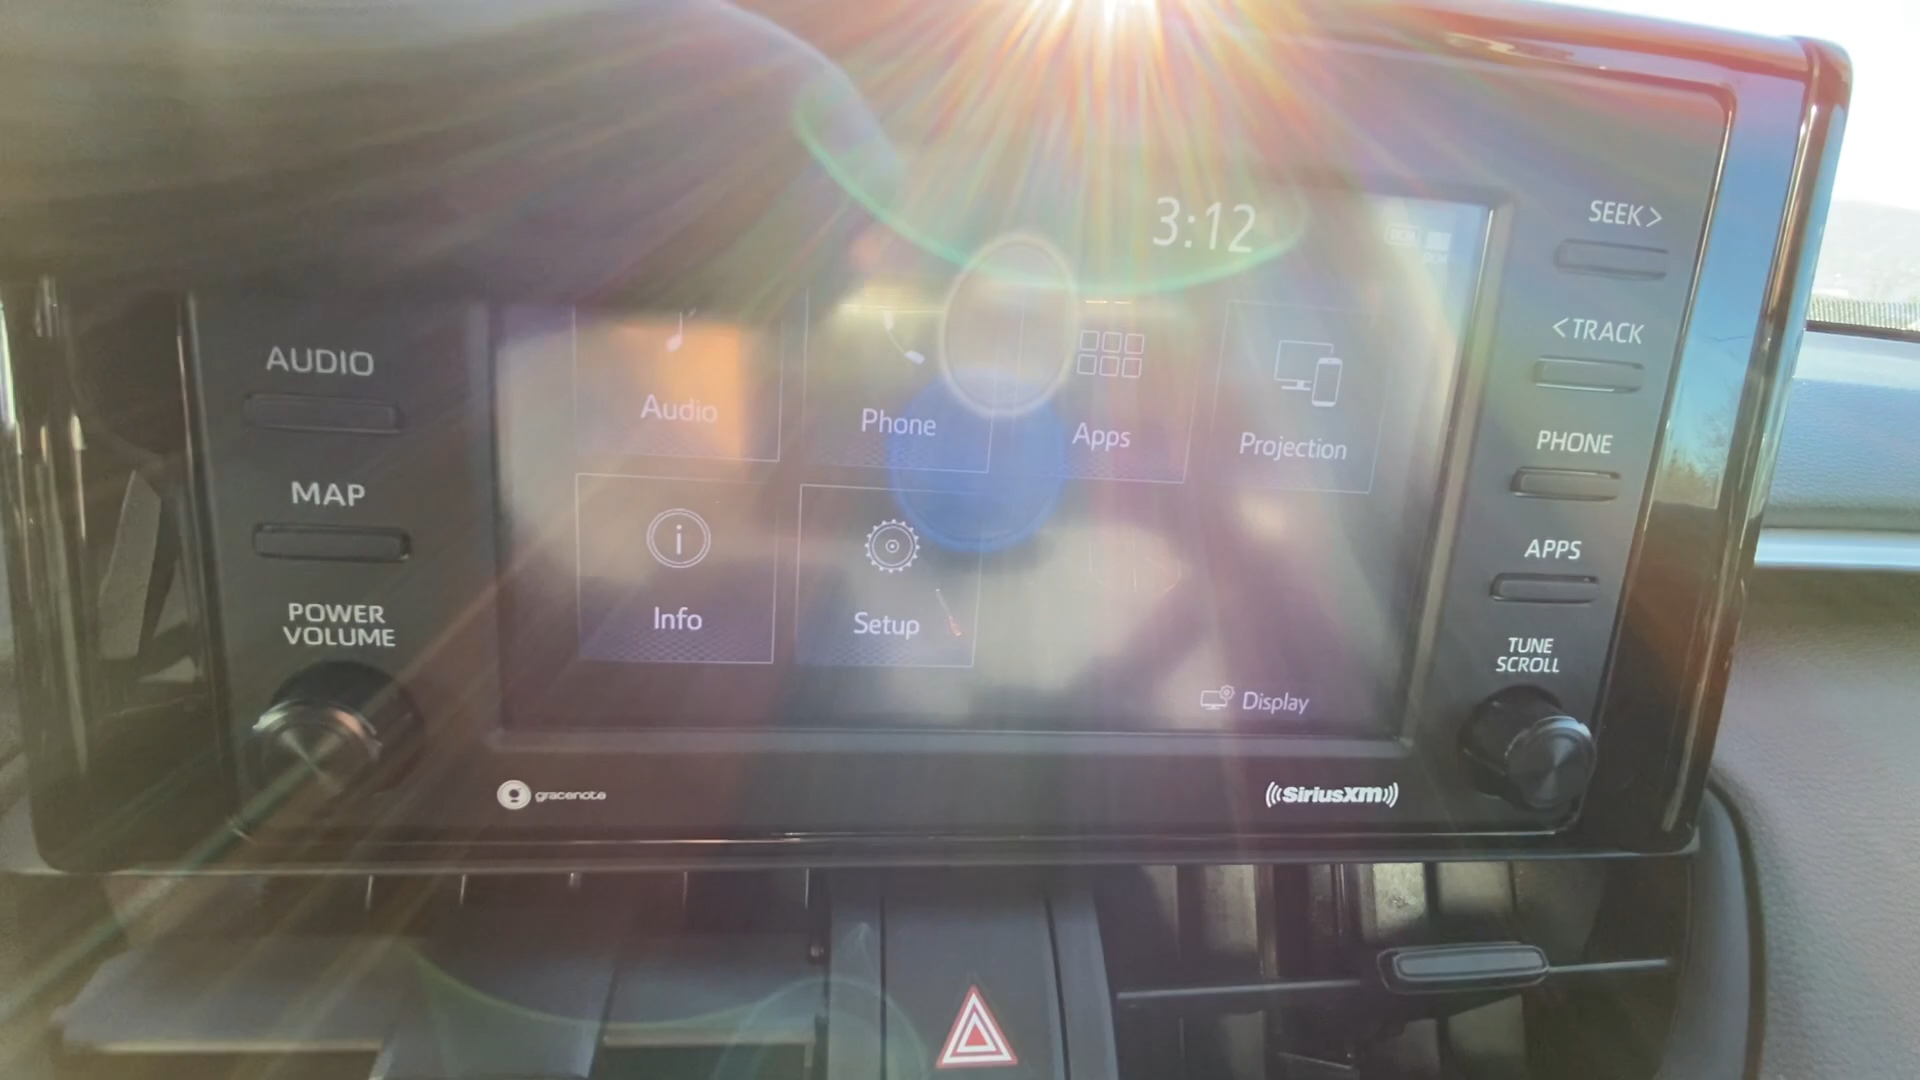 3:12
SEEK>
DCM
<TRACK
AUDIO
Audio
Phone
Apps
Projection
PHONE
MAP
APPS
Info
Setup
POWER
VOLUME
TUNE
SCROLL
Display
gracenote
((SiriusXM))